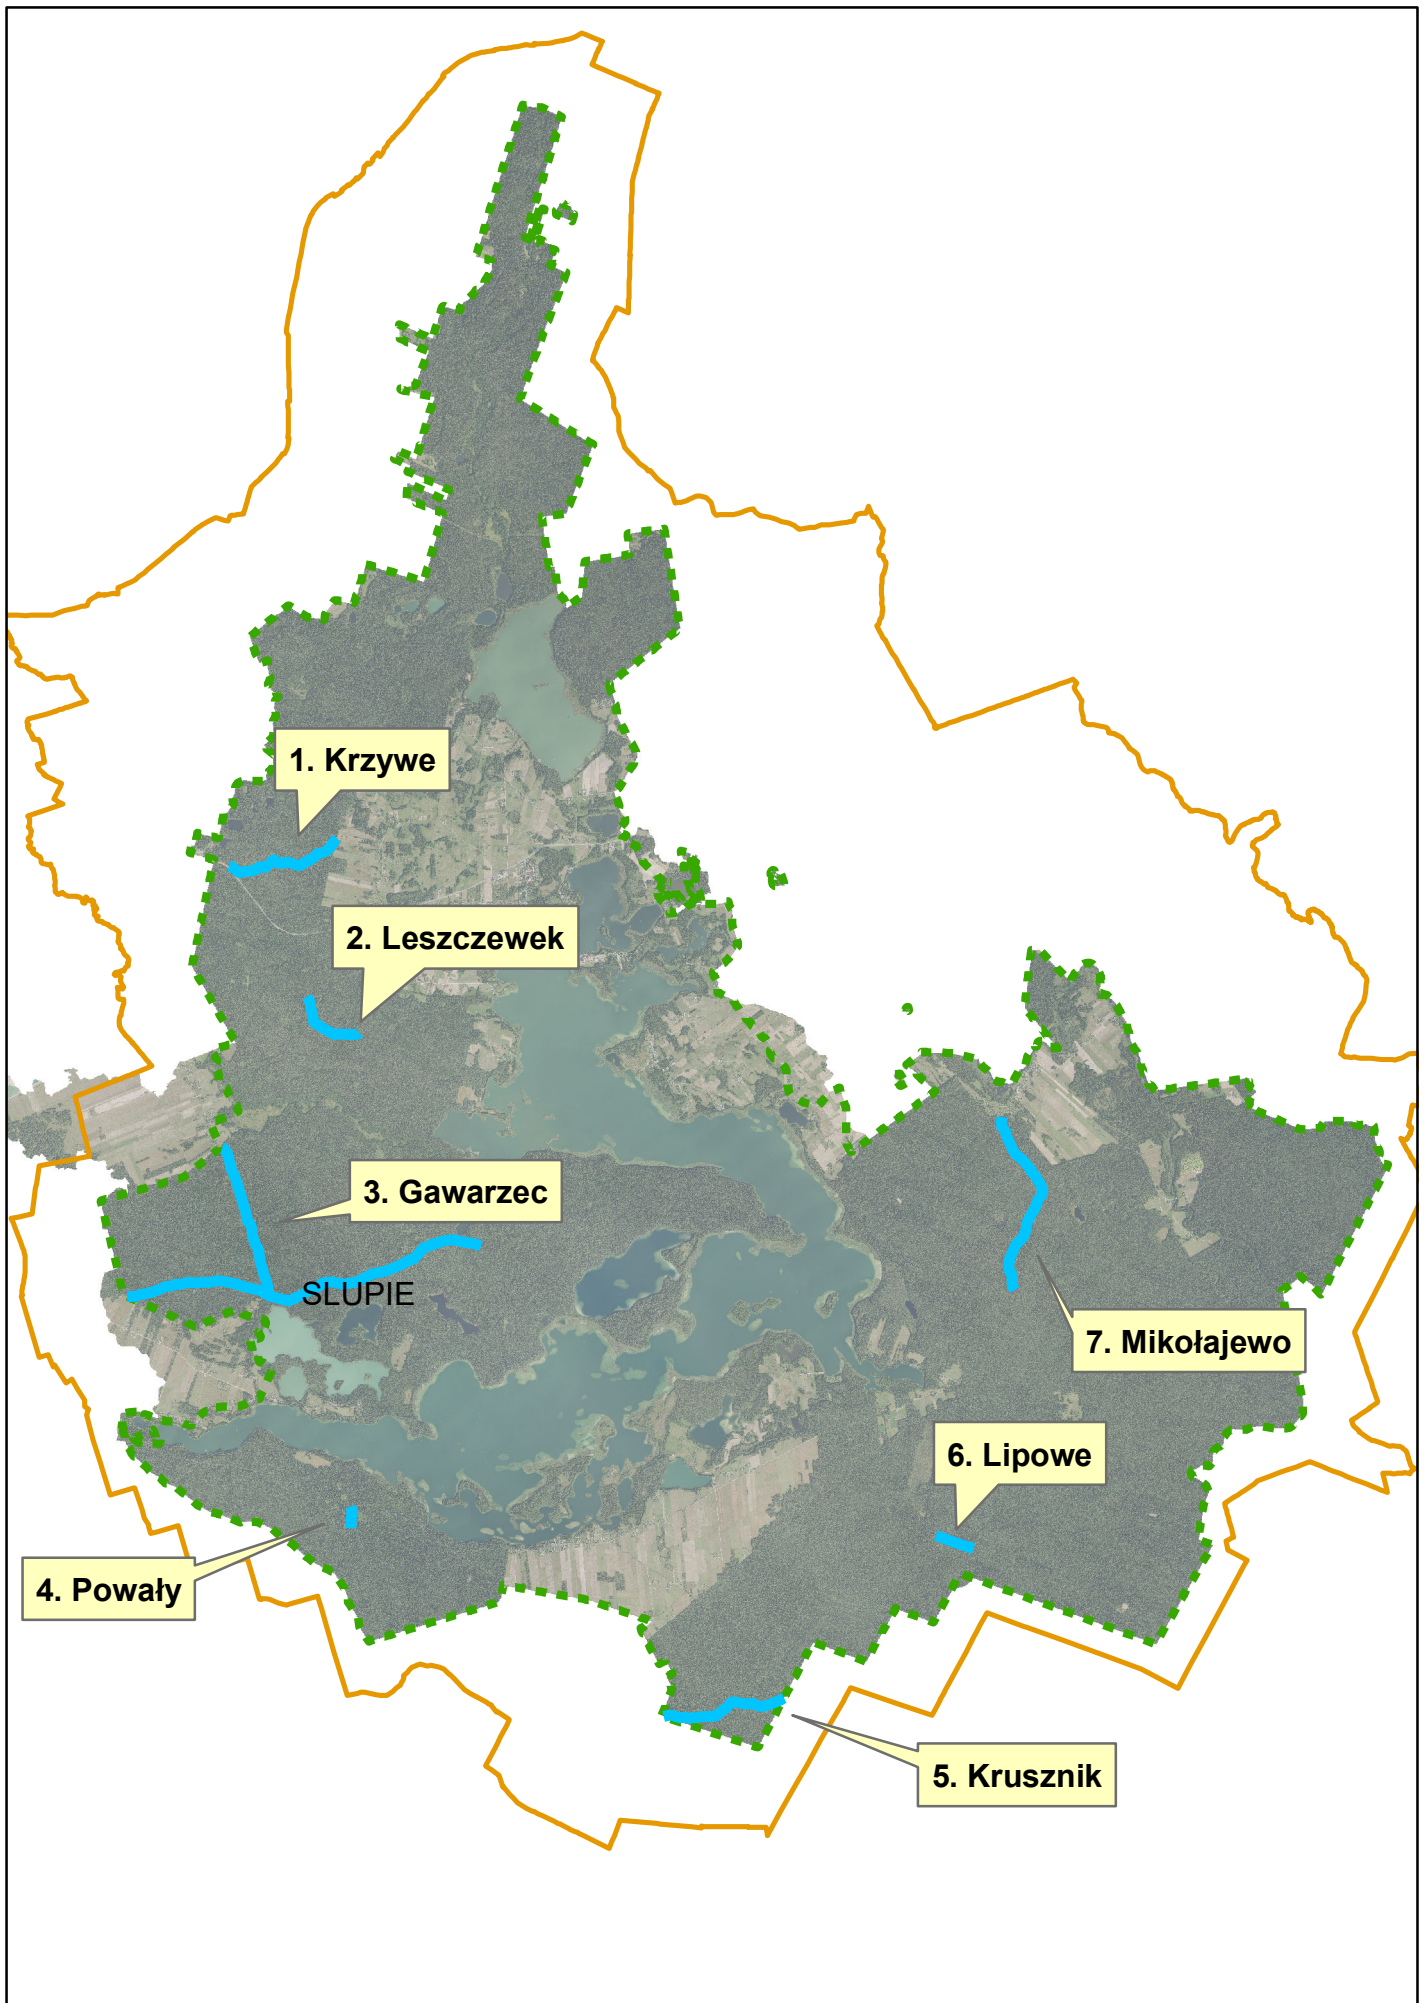 1. Krzywe
2. Leszczewek
3. Gawarzec
SLUPIE
7. Mikołajewo
6. Lipowe
4. Powały
5. Krusznik